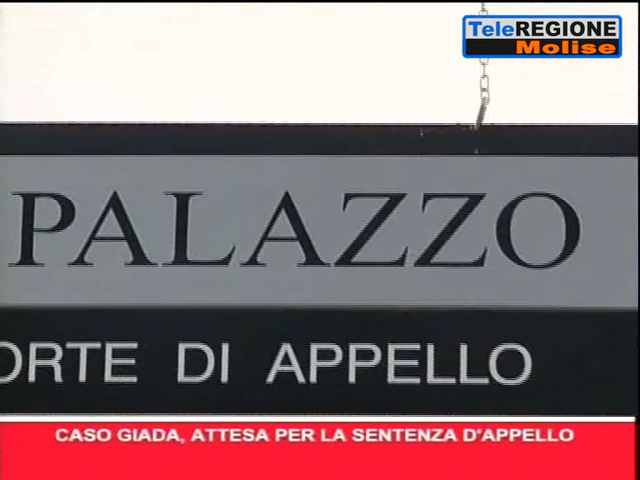 TeleREGIONE
Molise
PALAZZO
ORTE DI APPELLO
CASO GIADA, ATTESA PER LA SENTENZA D'APPELLO